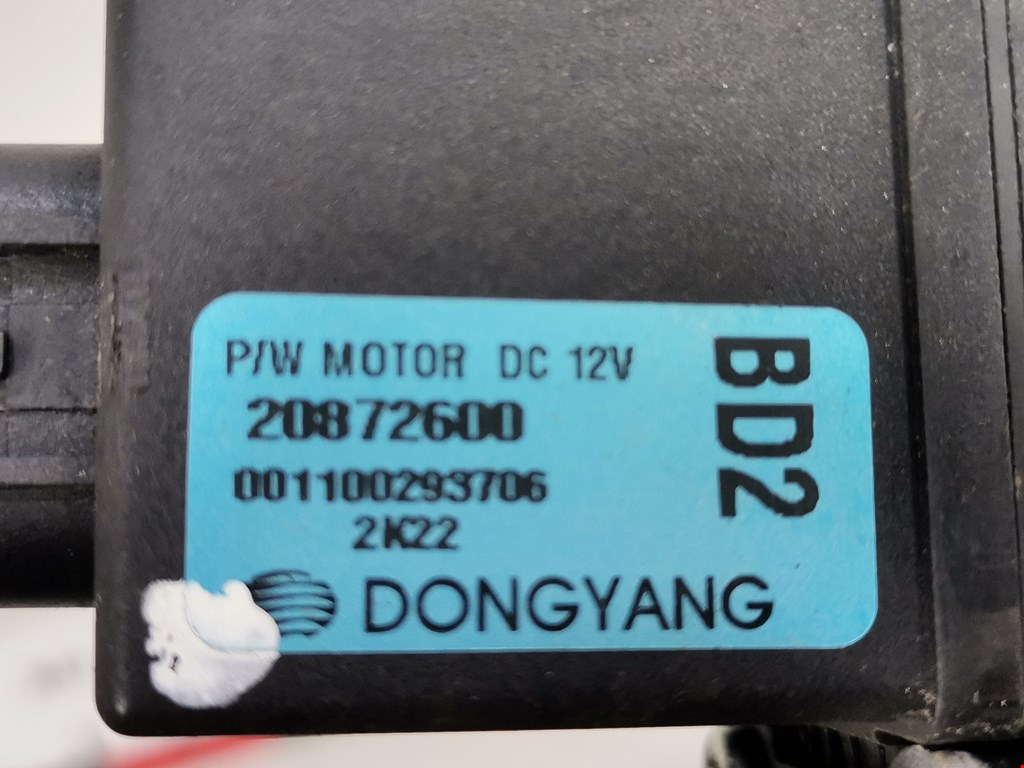 P/W MOTOR DC 12V
20872600
001100293706
2K22
DONGYANG
BD2